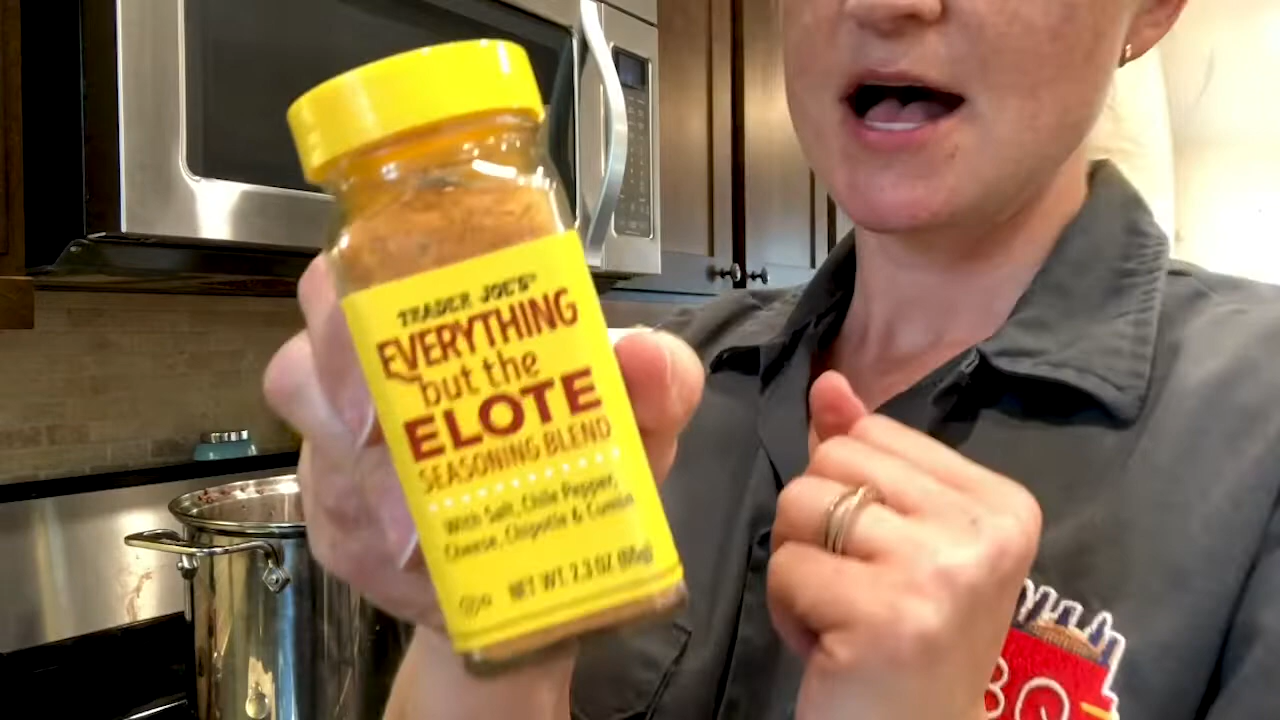 TRADER JOE'S
EVERYTHING
but the
ELOTE
SEASONING BLEND
With Salt, Chile Pepper,
Cheese, Chipotle & Cumin
NET WT. 2.3 OZ (65g)
BQ